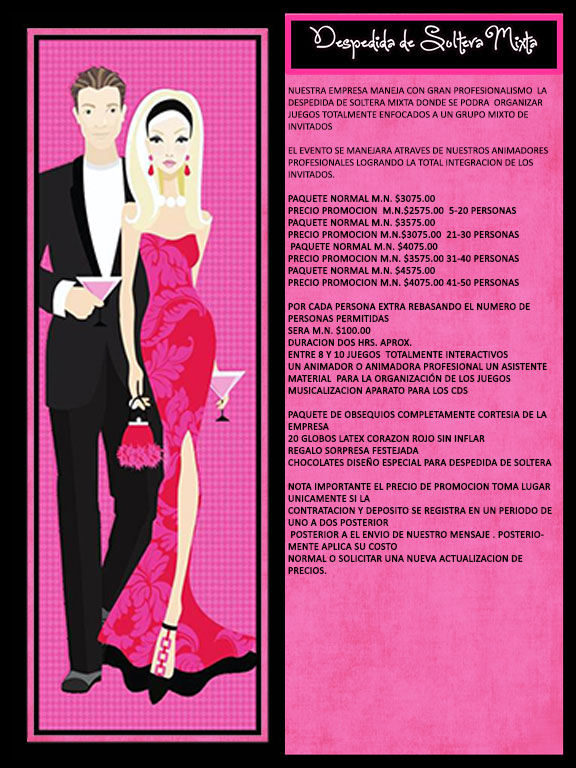 Despedida de Soltera Mixta
NUESTRA EMPRESA MANEJA CON GRAN PROFESIONALISMO LA
DESPEDIDA DE SOLTERA MIXTA DONDE SE PODRA ORGANIZAR
JUEGOS TOTALMENTE ENFOCADOS A UN GRUPO MIXTO DE
INVITADOS
EL EVENTO SE MANEJARA ATRAVES DE NUESTROS ANIMADORES
PROFESIONALES LOGRANDO LA TOTAL INTEGRACION DE LOS
INVITADOS.
PAQUETE NORMAL M.N. $3075.00
PRECIO PROMOCION M.N.$2575.00 5-20 PERSONAS
PAQUETE NORMAL M.N. $3575.00
PRECIO PROMOCION M.N.$3075.00 21-30 PERSONAS
PAQUETE NORMAL M.N. $4075.00
PRECIO PROMOCION M.N. $3575.00 31-40 PERSONAS
PAQUETE NORMAL M.N. $4575.00
PRECIO PROMOCION M.N. $4075.00 41-50 PERSONAS
POR CADA PERSONA EXTRA REBASANDO EL NUMERO DE
PERSONAS PERMITIDAS
SERA M.N. $100.00
DURACION DOS HRS. APROX.
ENTRE 8 Y 10 JUEGOS TOTALMENTE INTERACTIVOS
UN ANIMADOR O ANIMADORA PROFESIONAL UN ASISTENTE
MATERIAL PARA LA ORGANIZACIÓN DE LOS JUEGOS
MUSICALIZACION APARATO PARA LOS CDS
PAQUETE DE OBSEQUIOS COMPLETAMENTE CORTESIA DE LA
EMPRESA
20 GLOBOS LATEX CORAZON ROJO SIN INFLAR
REGALO SORPRESA FESTEJADA
CHOCOLATES DISEÑO ESPECIAL PARA DESPEDIDA DE SOLTERA
NOTA IMPORTANTE EL PRECIO DE PROMOCION TOMA LUGAR
UNICAMENTE SI LA
CONTRATACION Y DEPOSITO SE REGISTRA EN UN PERIODO DE
UNO A DOS POSTERIOR
POSTERIOR A EL ENVIO DE NUESTRO MENSAJE . POSTERIO-
MENTE APLICA SU COSTO
NORMAL O SOLICITAR UNA NUEVA ACTUALIZACION DE
PRECIOS.